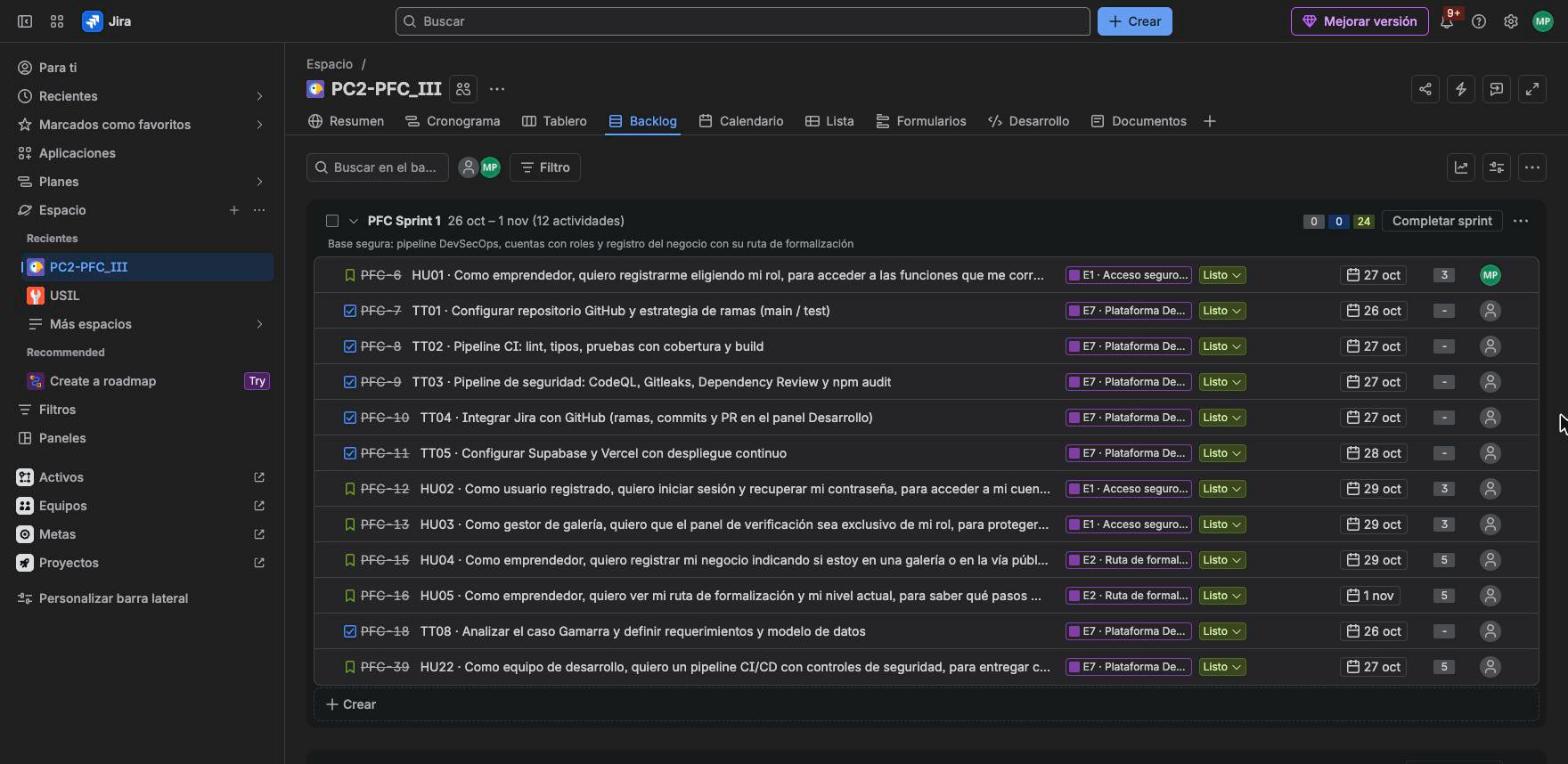 Jira
Buscar
Crear
Mejorar versión
9+
MP
Para ti
Recientes
Marcados como favoritos
Aplicaciones
Planes
Espacio
Recientes
PC2-PFC_III
USIL
Más espacios
Recommended
Create a roadmap Try
Filtros
Paneles
Activos
Equipos
Metas
Proyectos
Personalizar barra lateral
Espacio /
PC2-PFC_III
Resumen Cronograma Tablero Backlog Calendario Lista Formularios Desarrollo Documentos
Buscar en el ba... MP Filtro
PFC Sprint 1 26 oct – 1 nov (12 actividades) 0 0 24 Completar sprint
Base segura: pipeline DevSecOps, cuentas con roles y registro del negocio con su ruta de formalización
PFC-6 HU01 · Como emprendedor, quiero registrarme eligiendo mi rol, para acceder a las funciones que me corr... E1 · Acceso seguro... Listo 27 oct 3 MP
PFC-7 TT01 · Configurar repositorio GitHub y estrategia de ramas (main / test) E7 · Plataforma De... Listo 26 oct -
PFC-8 TT02 · Pipeline CI: lint, tipos, pruebas con cobertura y build E7 · Plataforma De... Listo 27 oct -
PFC-9 TT03 · Pipeline de seguridad: CodeQL, Gitleaks, Dependency Review y npm audit E7 · Plataforma De... Listo 27 oct -
PFC-10 TT04 · Integrar Jira con GitHub (ramas, commits y PR en el panel Desarrollo) E7 · Plataforma De... Listo 27 oct -
PFC-11 TT05 · Configurar Supabase y Vercel con despliegue continuo E7 · Plataforma De... Listo 28 oct -
PFC-12 HU02 · Como usuario registrado, quiero iniciar sesión y recuperar mi contraseña, para acceder a mi cuen... E1 · Acceso seguro... Listo 29 oct 3
PFC-13 HU03 · Como gestor de galería, quiero que el panel de verificación sea exclusivo de mi rol, para proteger... E1 · Acceso seguro... Listo 29 oct 3
PFC-15 HU04 · Como emprendedor, quiero registrar mi negocio indicando si estoy en una galería o en la vía públ... E2 · Ruta de formal... Listo 29 oct 5
PFC-16 HU05 · Como emprendedor, quiero ver mi ruta de formalización y mi nivel actual, para saber qué pasos ... E2 · Ruta de formal... Listo 1 nov 5
PFC-18 TT08 · Analizar el caso Gamarra y definir requerimientos y modelo de datos E7 · Plataforma De... Listo 26 oct -
PFC-39 HU22 · Como equipo de desarrollo, quiero un pipeline CI/CD con controles de seguridad, para entregar c... E7 · Plataforma De... Listo 27 oct 5
Crear